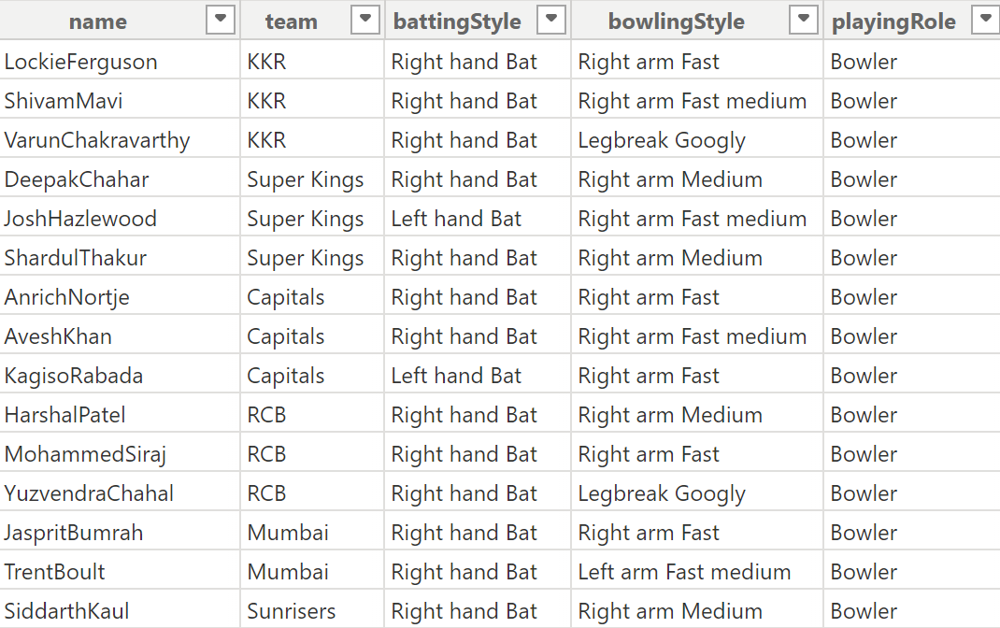 name team battingStyle bowlingStyle playingRole
LockieFerguson KKR Right hand Bat Right arm Fast Bowler
ShivamMavi KKR Right hand Bat Right arm Fast medium Bowler
VarunChakravarthy KKR Right hand Bat Legbreak Googly Bowler
DeepakChahar Super Kings Right hand Bat Right arm Medium Bowler
JoshHazlewood Super Kings Left hand Bat Right arm Fast medium Bowler
ShardulThakur Super Kings Right hand Bat Right arm Medium Bowler
AnrichNortje Capitals Right hand Bat Right arm Fast Bowler
AveshKhan Capitals Right hand Bat Right arm Fast medium Bowler
KagisoRabada Capitals Left hand Bat Right arm Fast Bowler
HarshalPatel RCB Right hand Bat Right arm Medium Bowler
MohammedSiraj RCB Right hand Bat Right arm Fast Bowler
YuzvendraChahal RCB Right hand Bat Legbreak Googly Bowler
JaspritBumrah Mumbai Right hand Bat Right arm Fast Bowler
TrentBoult Mumbai Right hand Bat Left arm Fast medium Bowler
SiddarthKaul Sunrisers Right hand Bat Right arm Medium Bowler